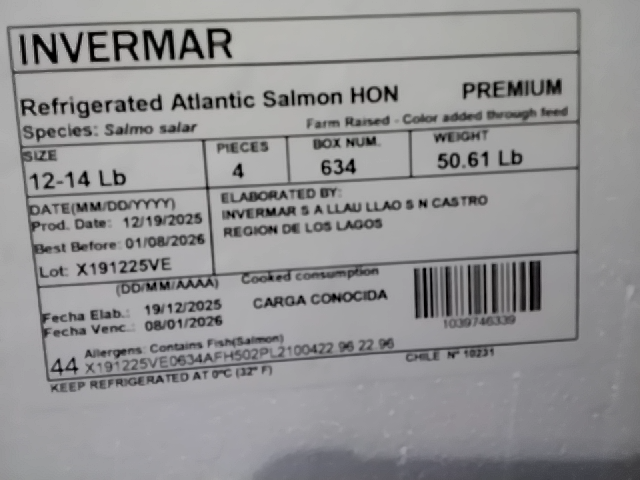 INVERMAR
Refrigerated Atlantic Salmon HON PREMIUM
Species: Salmo salar Farm Raised - Color added through feed
SIZE PIECES BOX NUM. WEIGHT
12-14 Lb 4 634 50.61 Lb
DATE(MM/DD/YYYY) ELABORATED BY:
Prod. Date: 12/19/2025 INVERMAR S A LLAU LLAO S N CASTRO
Best Before: 01/08/2026 REGION DE LOS LAGOS
Lot: X191225VE
(DD/MM/AAAA) Cooked consumption
Fecha Elab.: 19/12/2025 CARGA CONOCIDA
Fecha Venc.: 08/01/2026
1039746339
44 Allergens: Contains Fish(Salmon)
X191225VE0634AFH502PL2100422.96 22.96 CHILE Nº 10231
KEEP REFRIGERATED AT 0ºC (32° F)